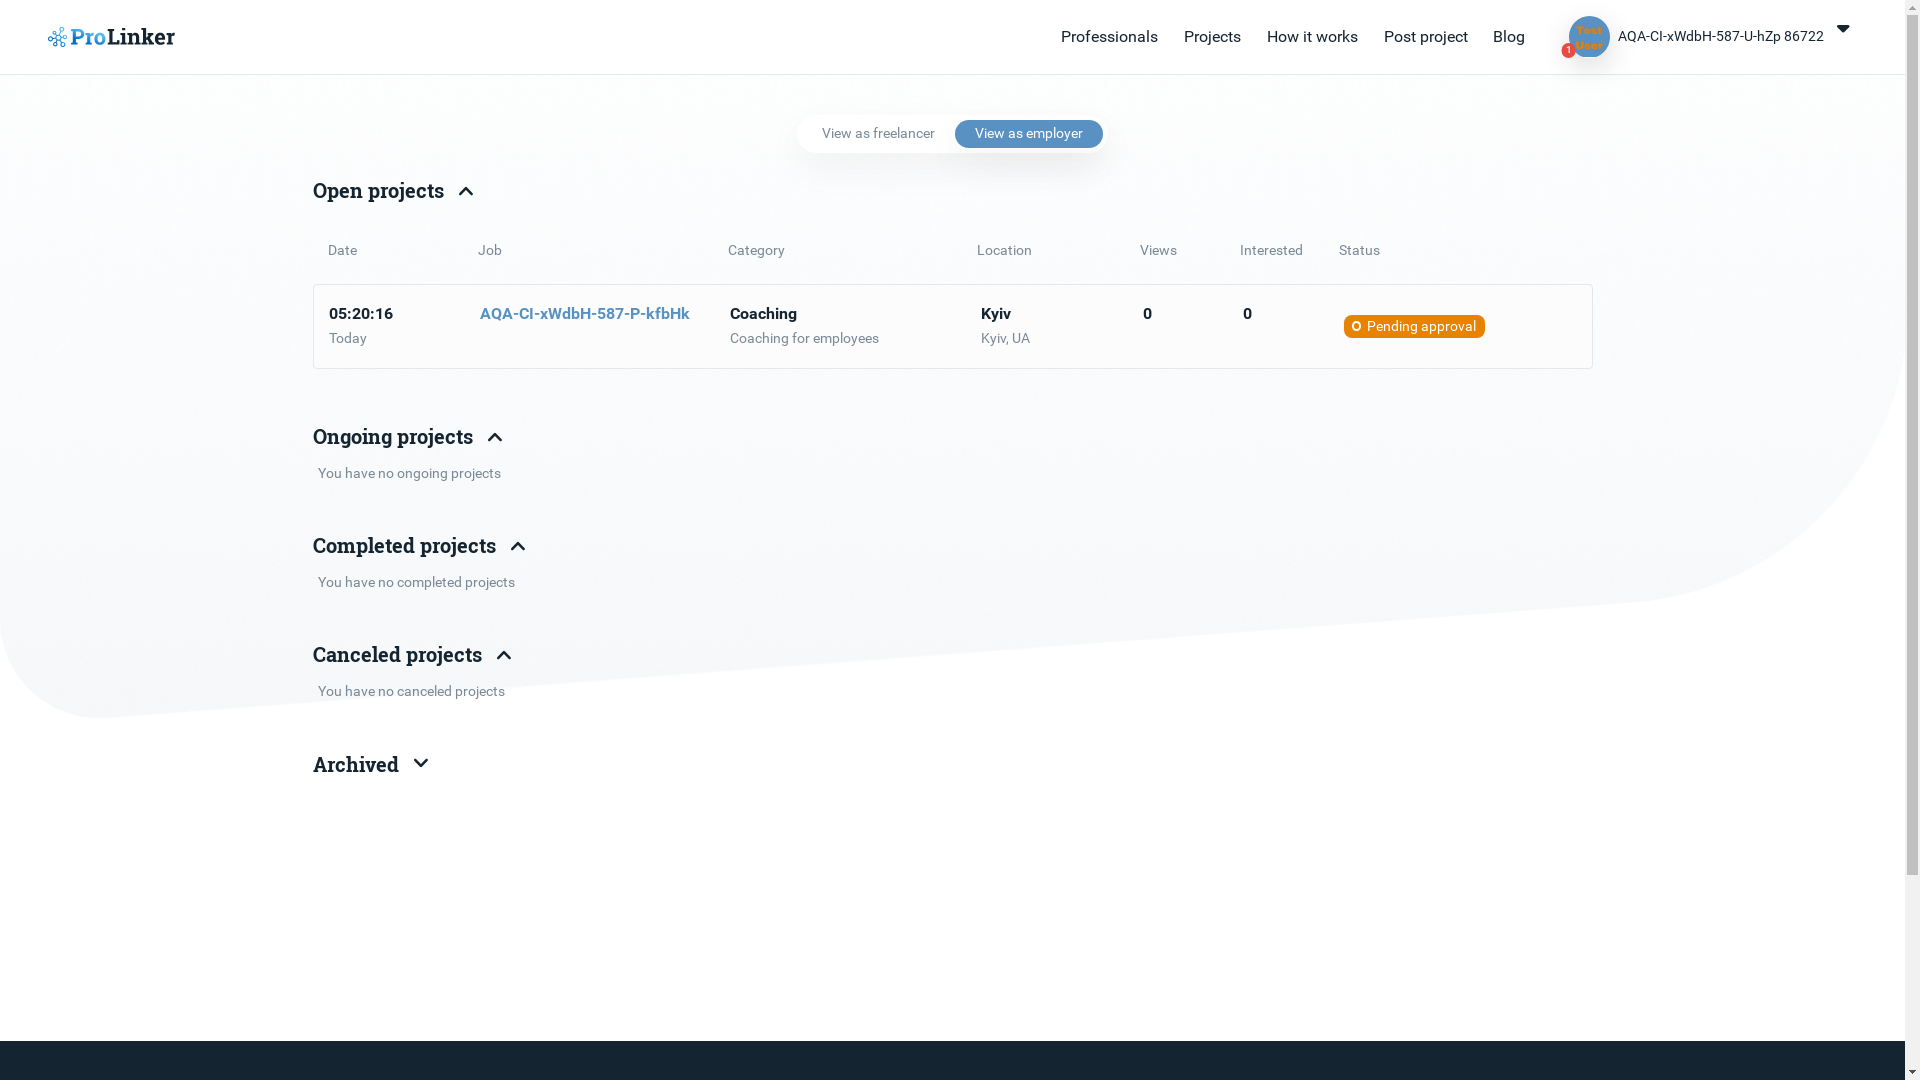 ProLinker
Professionals
Projects
How it works
Post project
Blog
Test
User
1
AQA-CI-xWdbH-587-U-hZp 86722
View as freelancer
View as employer
Open projects
Date Job Category Location Views Interested Status
05:20:16 AQA-CI-xWdbH-587-P-kfbHk Coaching Kyiv 0 0 Pending approval
Today Coaching for employees Kyiv, UA
Ongoing projects
You have no ongoing projects
Completed projects
You have no completed projects
Canceled projects
You have no canceled projects
Archived